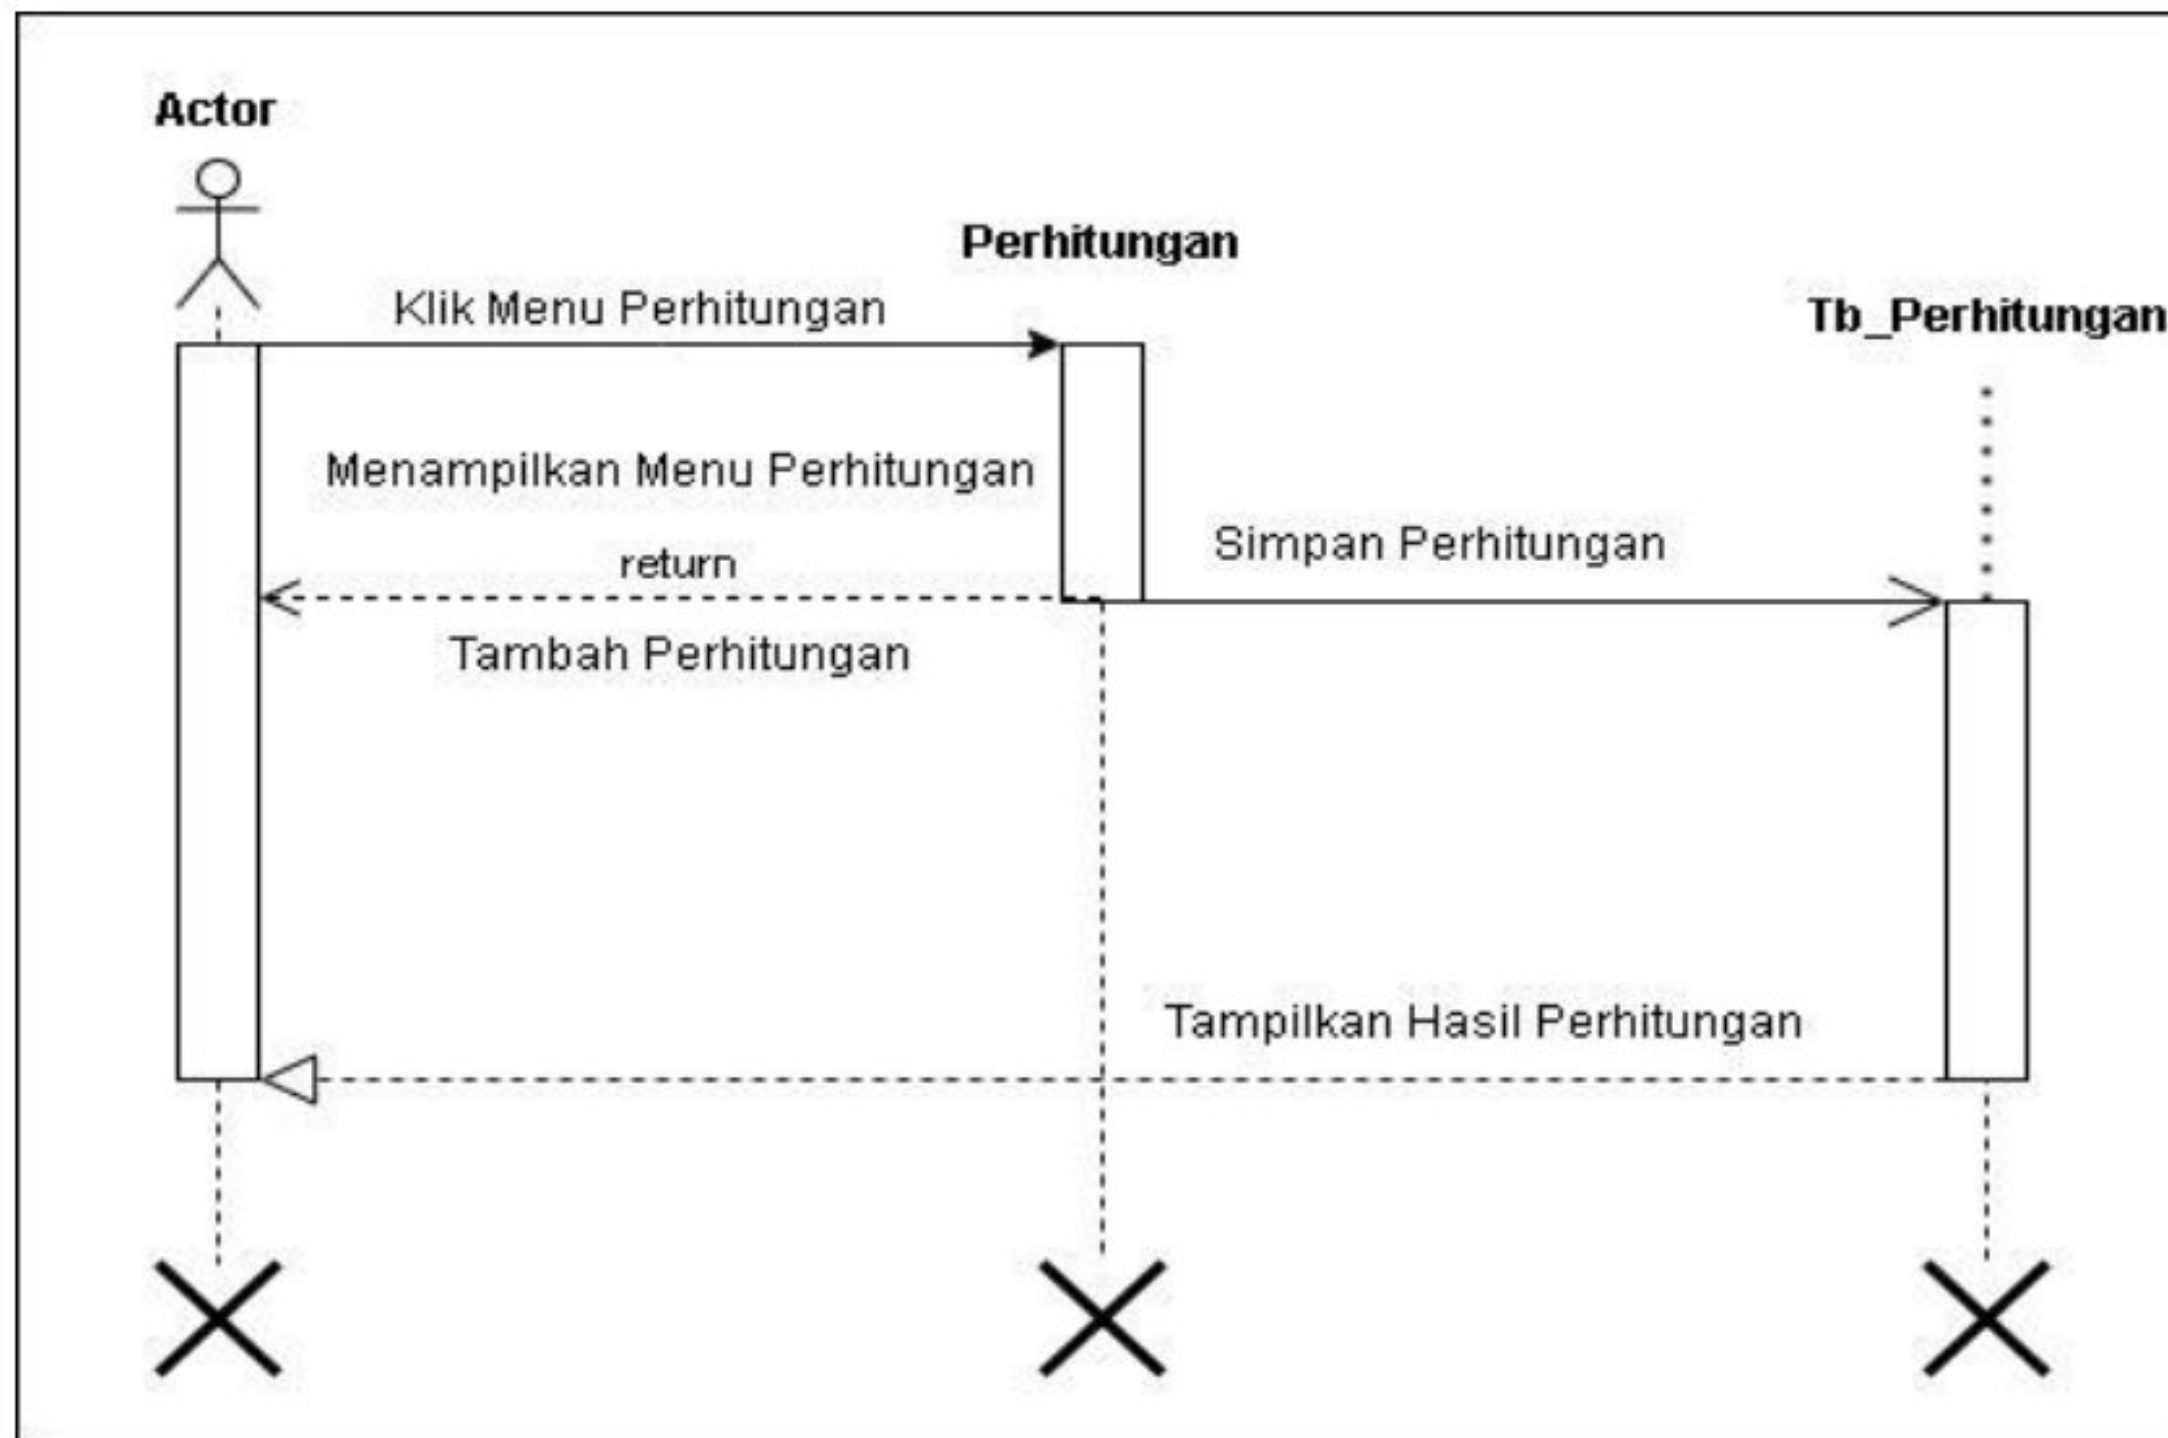 Actor
Perhitungan
Klik Menu Perhitungan
Tb_Perhitungan
Menampilkan Menu Perhitungan
Simpan Perhitungan
return
Tambah Perhitungan
Tampilkan Hasil Perhitungan